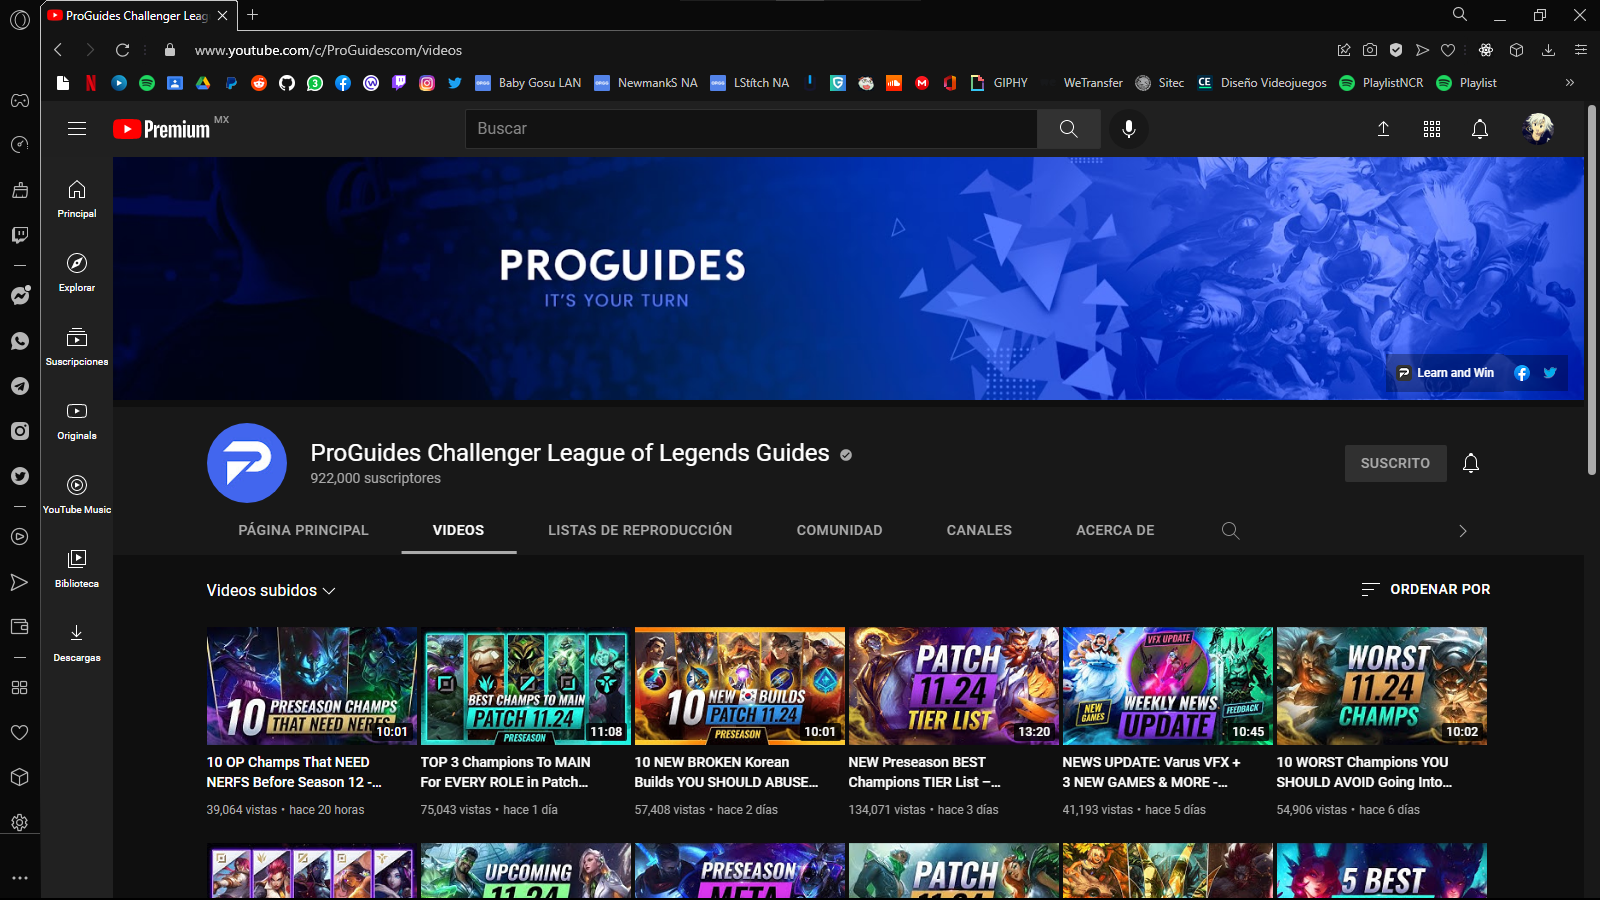 ProGuides Challenger Leag
www.youtube.com/c/ProGuidescom/videos
Baby Gosu LAN
NewmankS NA
LStítch NA
GIPHY
WeTransfer
Sitec
Diseño Videojuegos
PlaylistNCR
Playlist
Premium MX
Buscar
Principal
Explorar
Suscripciones
Originals
YouTube Music
Biblioteca
Descargas
PROGUIDES
IT'S YOUR TURN
Learn and Win
ProGuides Challenger League of Legends Guides
922,000 suscriptores
SUSCRITO
PÁGINA PRINCIPAL
VIDEOS
LISTAS DE REPRODUCCIÓN
COMUNIDAD
CANALES
ACERCA DE
Videos subidos
ORDENAR POR
10 PRESEASON CHAMPS
THAT NEED NERFS
10:01
10 OP Champs That NEED
NERFS Before Season 12 -...
39,064 vistas • hace 20 horas
BEST CHAMPS TO MAIN
PATCH 11.24
PRESEASON
11:08
TOP 3 Champions To MAIN
For EVERY ROLE in Patch...
75,043 vistas • hace 1 día
10 NEW BUILDS
PATCH 11.24
PRESEASON
10:01
10 NEW BROKEN Korean
Builds YOU SHOULD ABUSE...
57,408 vistas • hace 2 días
PATCH
11.24
TIER LIST
13:20
NEW Preseason BEST
Champions TIER List –...
134,071 vistas • hace 3 días
VFX UPDATE
NEW GAMES
WEEKLY NEWS
UPDATE
FEEDBACK
10:45
NEWS UPDATE: Varus VFX +
3 NEW GAMES & MORE -...
41,193 vistas • hace 5 días
WORST
11.24
CHAMPS
10:02
10 WORST Champions YOU
SHOULD AVOID Going Into...
54,906 vistas • hace 6 días
UPCOMING
11.24
PRESEASON
META
PATCH
5 BEST